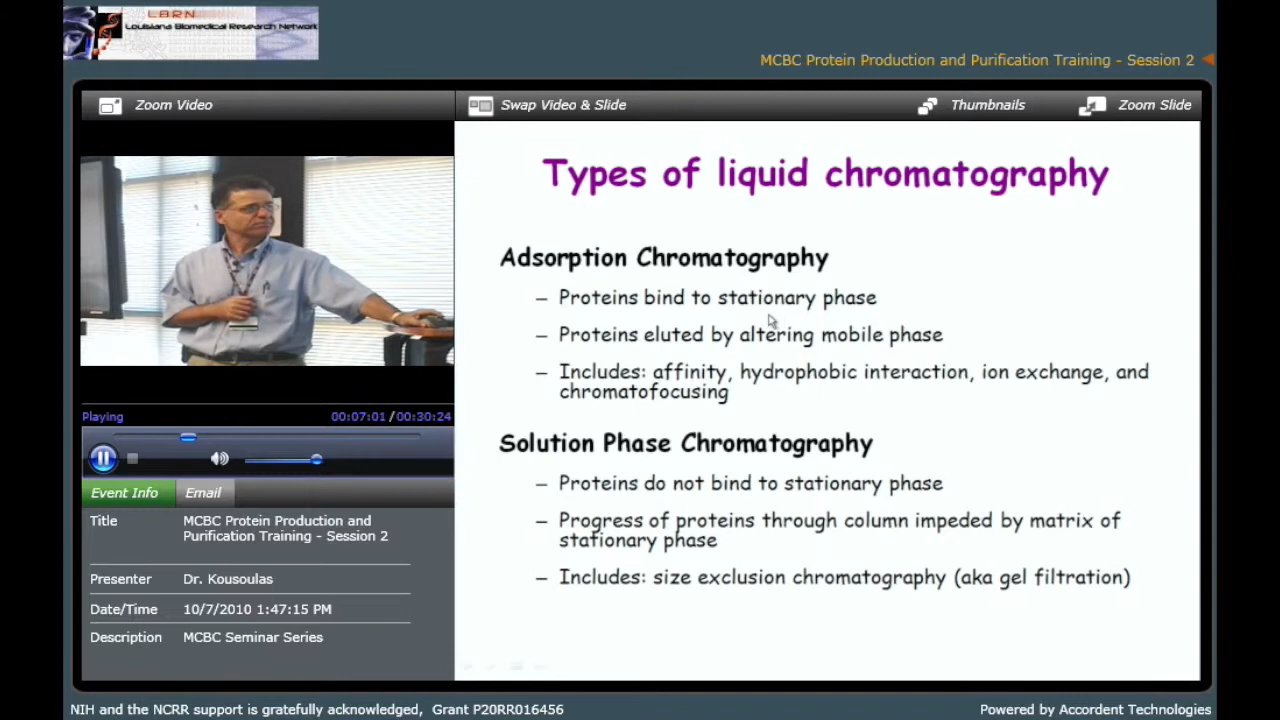 LBRN
Louisiana Biomedical Research Network
MCBC Protein Production and Purification Training - Session 2
Zoom Video
Swap Video & Slide
Thumbnails
Zoom Slide
Playing
00:07:01 / 00:30:24
Event Info
Email
Title
MCBC Protein Production and
Purification Training - Session 2
Presenter
Dr. Kousoulas
Date/Time
10/7/2010 1:47:15 PM
Description
MCBC Seminar Series
Types of liquid chromatography
Adsorption Chromatography
– Proteins bind to stationary phase
– Proteins eluted by altering mobile phase
– Includes: affinity, hydrophobic interaction, ion exchange, and
chromatofocusing
Solution Phase Chromatography
– Proteins do not bind to stationary phase
– Progress of proteins through column impeded by matrix of
stationary phase
– Includes: size exclusion chromatography (aka gel filtration)
NIH and the NCRR support is gratefully acknowledged, Grant P20RR016456
Powered by Accordent Technologies